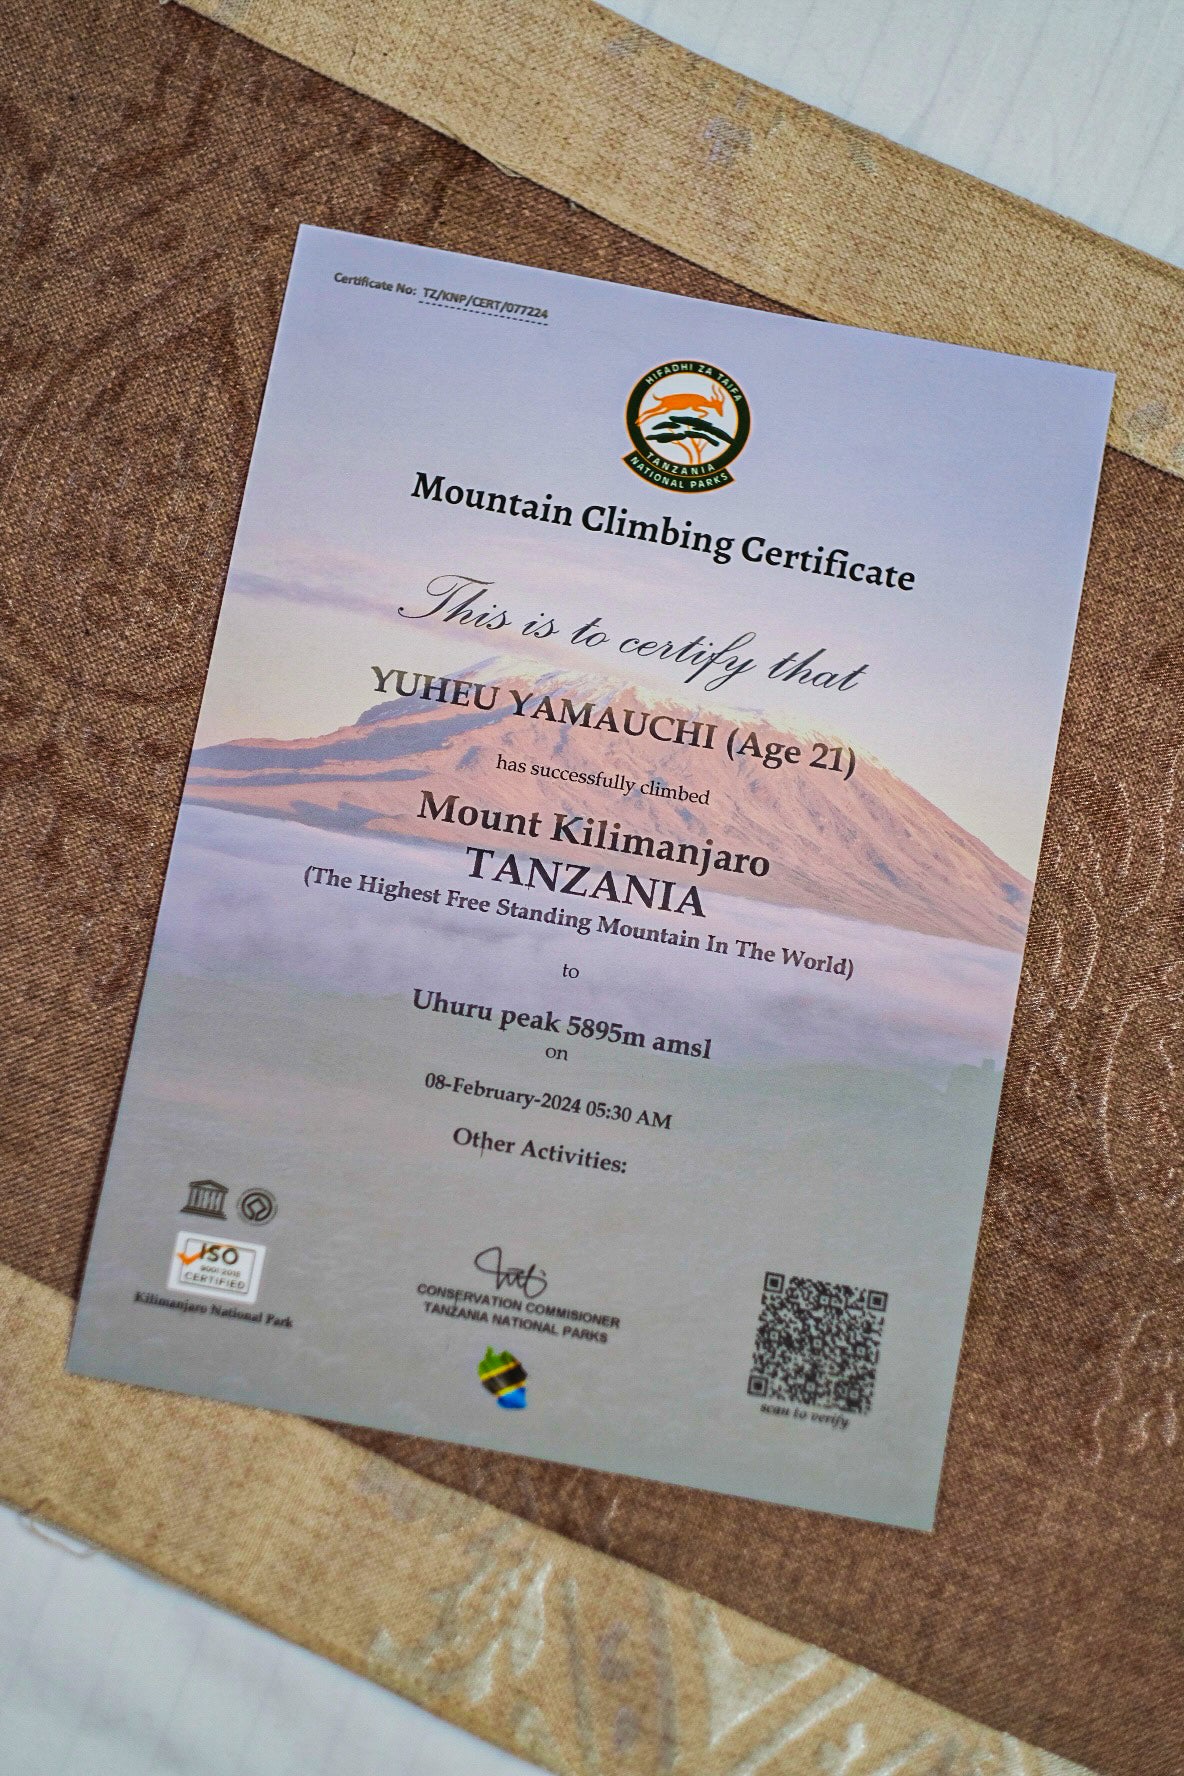 Certificate No: TZ/KNP/CERT/077224
HIFADHI ZA TAIFA
TANZANIA
NATIONAL PARKS
Mountain Climbing Certificate
This is to certify that
YUHEU YAMAUCHI (Age 21)
has successfully climbed
Mount Kilimanjaro
TANZANIA
(The Highest Free Standing Mountain In The World)
to
Uhuru peak 5895m amsl
on
08-February-2024 05:30 AM
Other Activities:
ISO
9001:2015
CERTIFIED
Kilimanjaro National Park
CONSERVATION COMMISIONER
TANZANIA NATIONAL PARKS
scan to verify